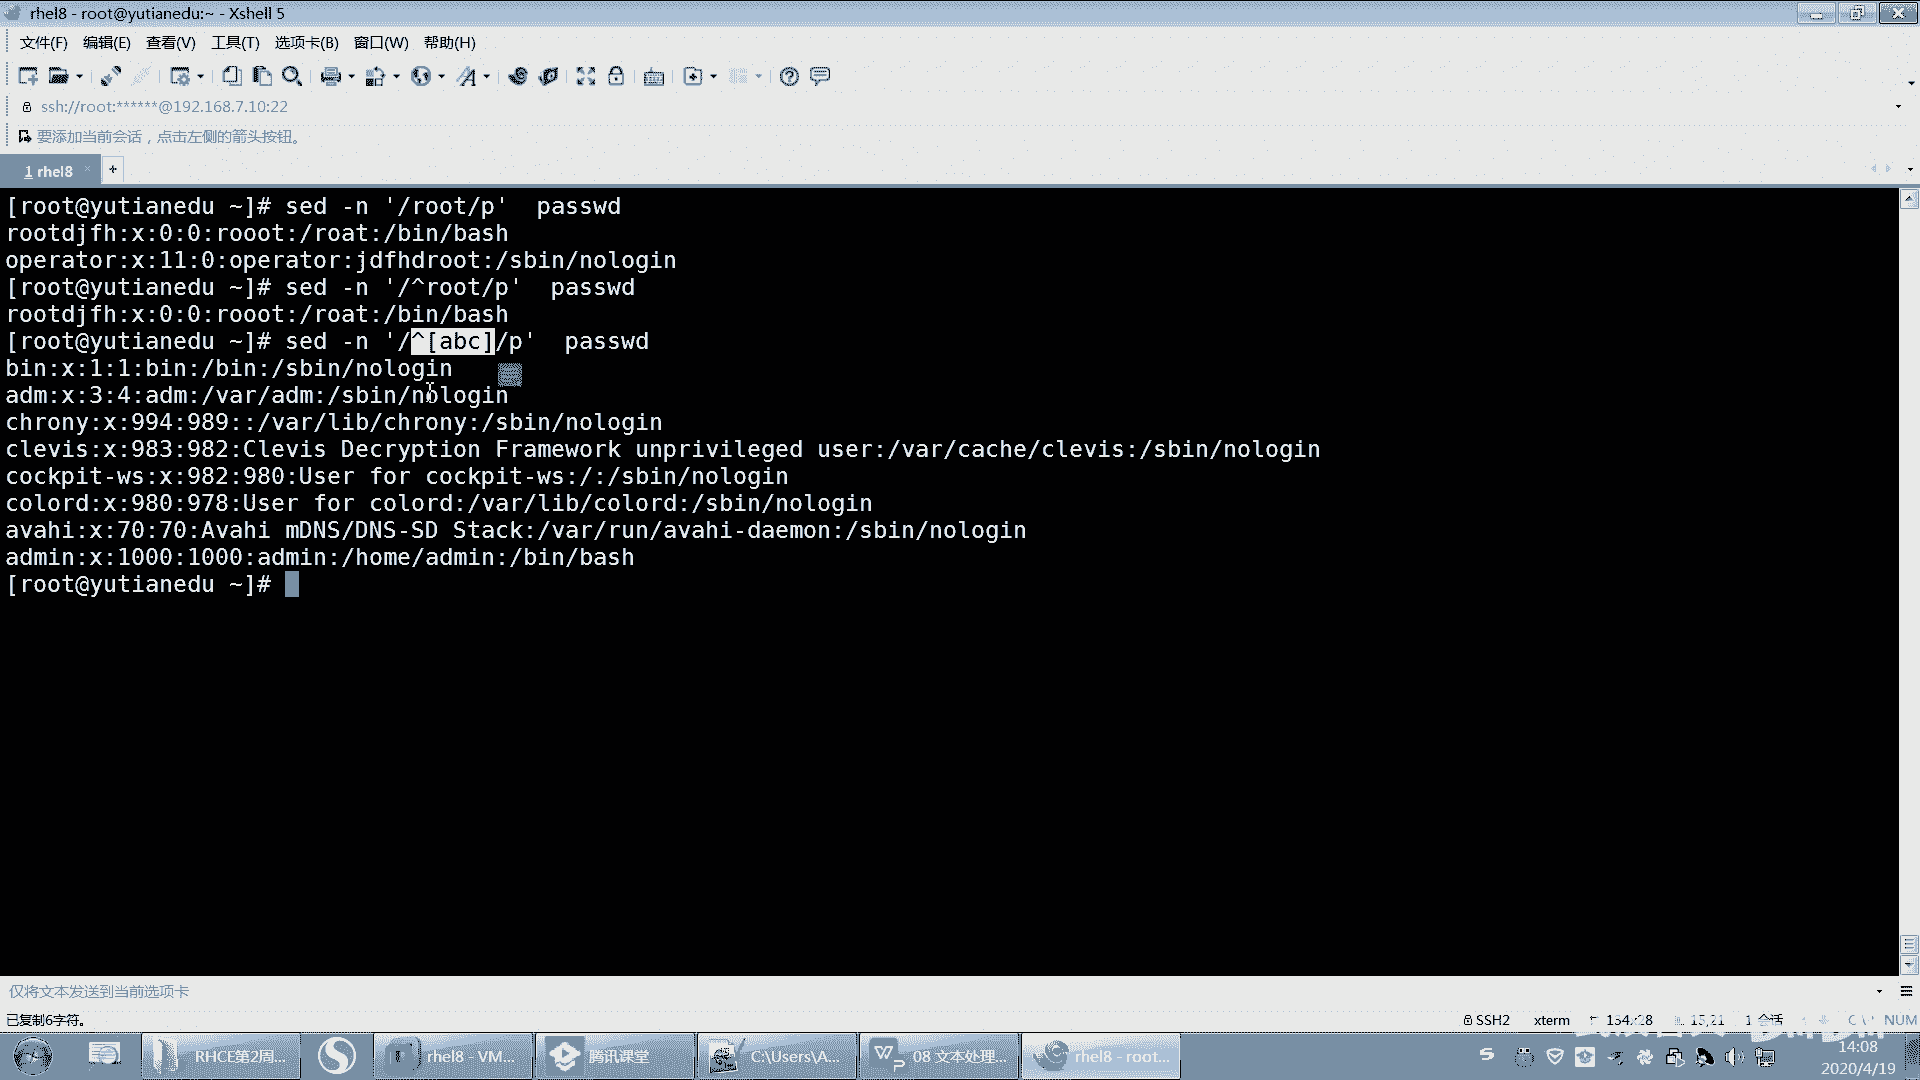 rhel8 - root@yutianedu:~ - Xshell 5
文件(F) 编辑(E) 查看(V) 工具(T) 选项卡(B) 窗口(W) 帮助(H)
ssh://root:******@192.168.7.10:22
要添加当前会话，点击左侧的箭头按钮。
1 rhel8
[root@yutianedu ~]# sed -n '/root/p'  passwd
rootdjfh:x:0:0:rooot:/roat:/bin/bash
operator:x:11:0:operator:jdfhdroot:/sbin/nologin
[root@yutianedu ~]# sed -n '/^root/p'  passwd
rootdjfh:x:0:0:rooot:/roat:/bin/bash
[root@yutianedu ~]# sed -n '/^[abc]/p'  passwd
bin:x:1:1:bin:/bin:/sbin/nologin
adm:x:3:4:adm:/var/adm:/sbin/nologin
chrony:x:994:989::/var/lib/chrony:/sbin/nologin
clevis:x:983:982:Clevis Decryption Framework unprivileged user:/var/cache/clevis:/sbin/nologin
cockpit-ws:x:982:980:User for cockpit-ws:/:/sbin/nologin
colord:x:980:978:User for colord:/var/lib/colord:/sbin/nologin
avahi:x:70:70:Avahi mDNS/DNS-SD Stack:/var/run/avahi-daemon:/sbin/nologin
admin:x:1000:1000:admin:/home/admin:/bin/bash
[root@yutianedu ~]#
仅将文本发送到当前选项卡
已复制6字符。 SSH2 xterm 154x28 15,21 1 会话 NUM
RHCE第2周... rhel8 - VM... 腾讯课堂 C:\Users\A... 08 文本处理... rhel8 - root...
14:08
2020/4/19